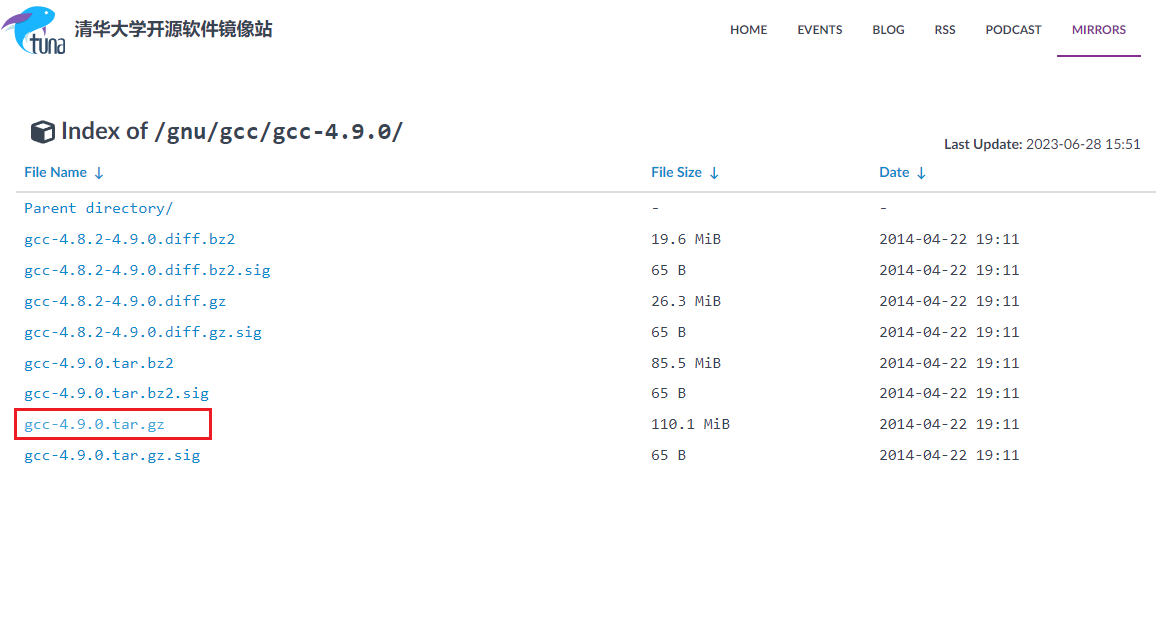 tuna 清华大学开源软件镜像站 HOME EVENTS BLOG RSS PODCAST MIRRORS
Index of /gnu/gcc/gcc-4.9.0/
Last Update: 2023-06-28 15:51
File Name ↓ File Size ↓ Date ↓
Parent directory/ - -
gcc-4.8.2-4.9.0.diff.bz2 19.6 MiB 2014-04-22 19:11
gcc-4.8.2-4.9.0.diff.bz2.sig 65 B 2014-04-22 19:11
gcc-4.8.2-4.9.0.diff.gz 26.3 MiB 2014-04-22 19:11
gcc-4.8.2-4.9.0.diff.gz.sig 65 B 2014-04-22 19:11
gcc-4.9.0.tar.bz2 85.5 MiB 2014-04-22 19:11
gcc-4.9.0.tar.bz2.sig 65 B 2014-04-22 19:11
gcc-4.9.0.tar.gz 110.1 MiB 2014-04-22 19:11
gcc-4.9.0.tar.gz.sig 65 B 2014-04-22 19:11